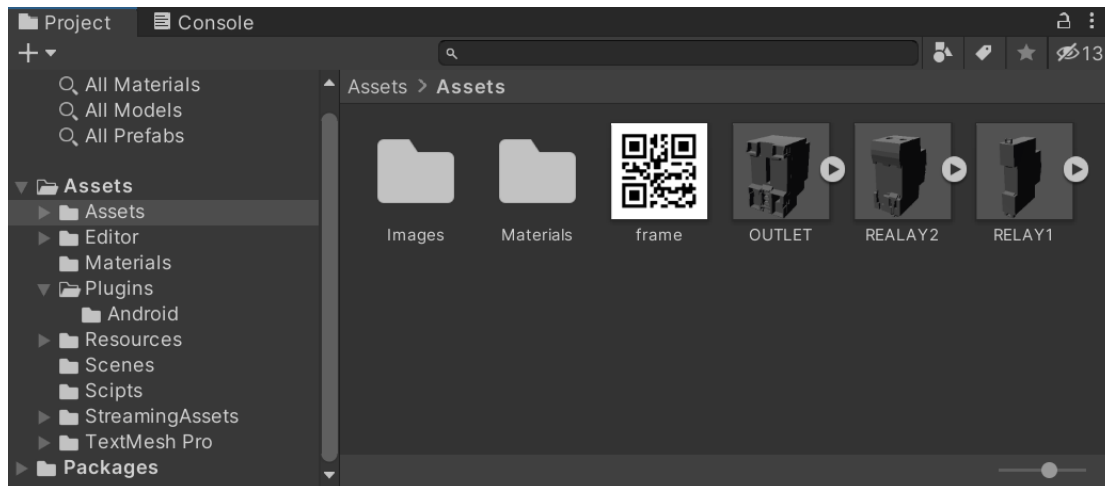 Project Console
13
All Materials
All Models
All Prefabs
Assets
Assets
Editor
Materials
Plugins
Android
Resources
Scenes
Scipts
StreamingAssets
TextMesh Pro
Packages
Assets > Assets
Images Materials frame OUTLET REALAY2 RELAY1